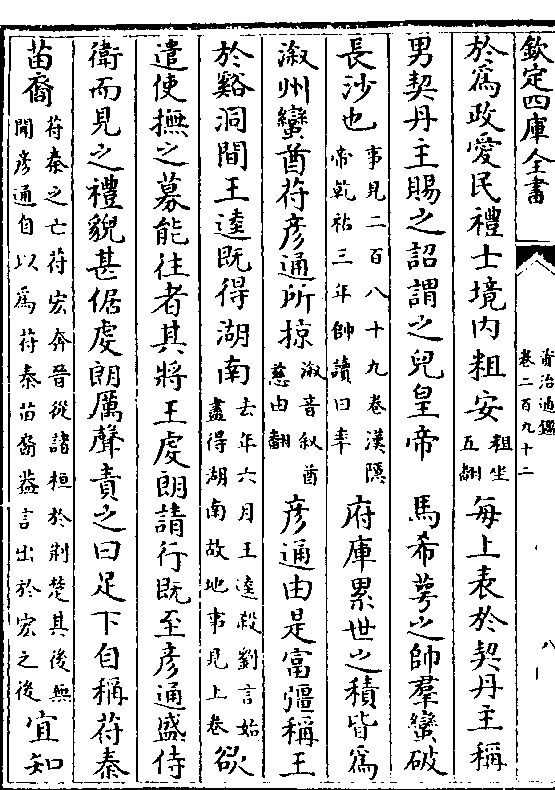 欽定四庫全書
資治通鑑
卷二百九十二
八
於為政愛民禮士境内粗安粗坐五翻每上表於契丹主稱
男契丹主賜之詔謂之兒皇帝 馬希萼之帥羣蠻破
長沙也事見二百八十九卷漢隱帝乾祐三年帥讀曰率府庫累世之積皆為
溆州蠻酋苻彦通所掠溆音叙酋慈由翻彦通由是富彊稱王
於谿洞間王逵既得湖南去年六月王逵殺劉言始盡得湖南故地事見上卷欲
遣使撫之募能往者其將王虔朗請行既至彦通盛侍
衛而見之禮貌甚倨虔朗厲聲責之曰足下自稱苻秦
苗裔苻秦之亡苻宏奔晉從諸桓於荆楚其後無聞彦通自以為苻秦苗裔葢言出於宏之後宜知